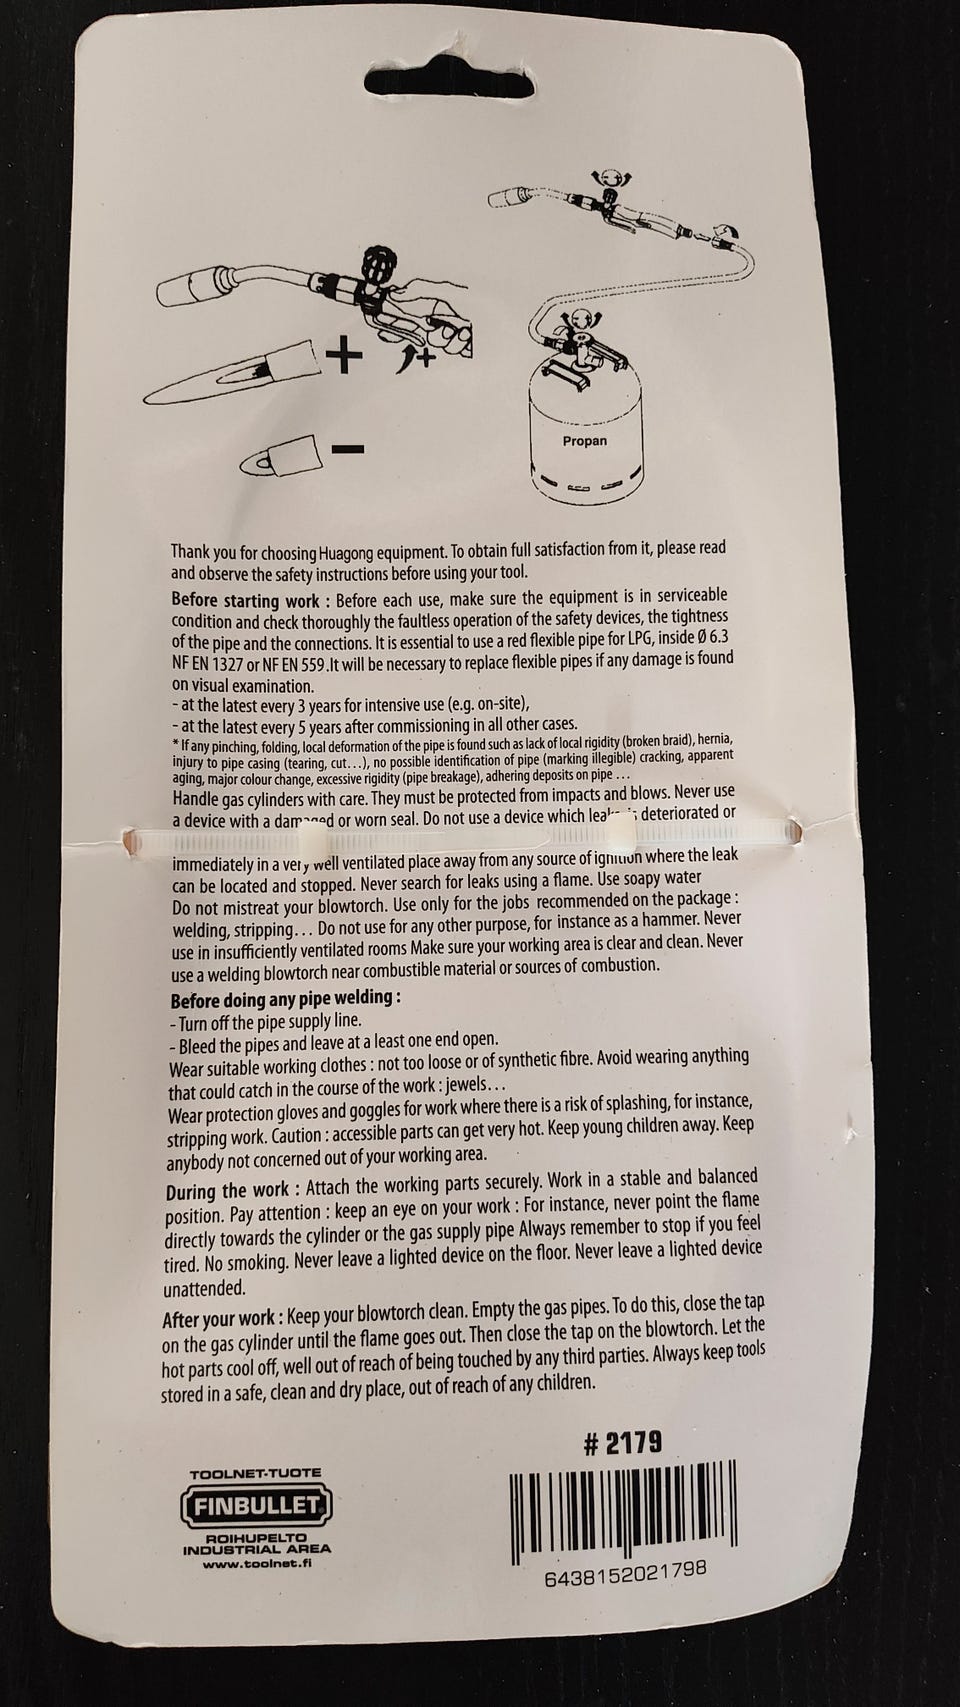 +
+
−
Propan
Thank you for choosing Huagong equipment. To obtain full satisfaction from it, please read
and observe the safety instructions before using your tool.
Before starting work : Before each use, make sure the equipment is in serviceable
condition and check thoroughly the faultless operation of the safety devices, the tightness
of the pipe and the connections. It is essential to use a red flexible pipe for LPG, inside Ø 6.3
NF EN 1327 or NF EN 559.It will be necessary to replace flexible pipes if any damage is found
on visual examination.
- at the latest every 3 years for intensive use (e.g. on-site),
- at the latest every 5 years after commissioning in all other cases.
* If any pinching, folding, local deformation of the pipe is found such as lack of local rigidity (broken braid), hernia,
injury to pipe casing (tearing, cut...), no possible identification of pipe (marking illegible) cracking, apparent
aging, major colour change, excessive rigidity (pipe breakage), adhering deposits on pipe ...
Handle gas cylinders with care. They must be protected from impacts and blows. Never use
a device with a damaged or worn seal. Do not use a device which deteriorated or
immediately in a very well ventilated place away from any source of ignition where the leak
can be located and stopped. Never search for leaks using a flame. Use soapy water
Do not mistreat your blowtorch. Use only for the jobs recommended on the package :
welding, stripping... Do not use for any other purpose, for instance as a hammer. Never
use in insufficiently ventilated rooms Make sure your working area is clear and clean. Never
use a welding blowtorch near combustible material or sources of combustion.
Before doing any pipe welding :
- Turn off the pipe supply line.
- Bleed the pipes and leave at a least one end open.
Wear suitable working clothes : not too loose or of synthetic fibre. Avoid wearing anything
that could catch in the course of the work : jewels...
Wear protection gloves and goggles for work where there is a risk of splashing, for instance,
stripping work. Caution : accessible parts can get very hot. Keep young children away. Keep
anybody not concerned out of your working area.
During the work : Attach the working parts securely. Work in a stable and balanced
position. Pay attention : keep an eye on your work : For instance, never point the flame
directly towards the cylinder or the gas supply pipe Always remember to stop if you feel
tired. No smoking. Never leave a lighted device on the floor. Never leave a lighted device
unattended.
After your work : Keep your blowtorch clean. Empty the gas pipes. To do this, close the tap
on the gas cylinder until the flame goes out. Then close the tap on the blowtorch. Let the
hot parts cool off, well out of reach of being touched by any third parties. Always keep tools
stored in a safe, clean and dry place, out of reach of any children.
# 2179
TOOLNET-TUOTE
FINBULLET
ROIHUPELTO
INDUSTRIAL AREA
www.toolnet.fi
6438152021798